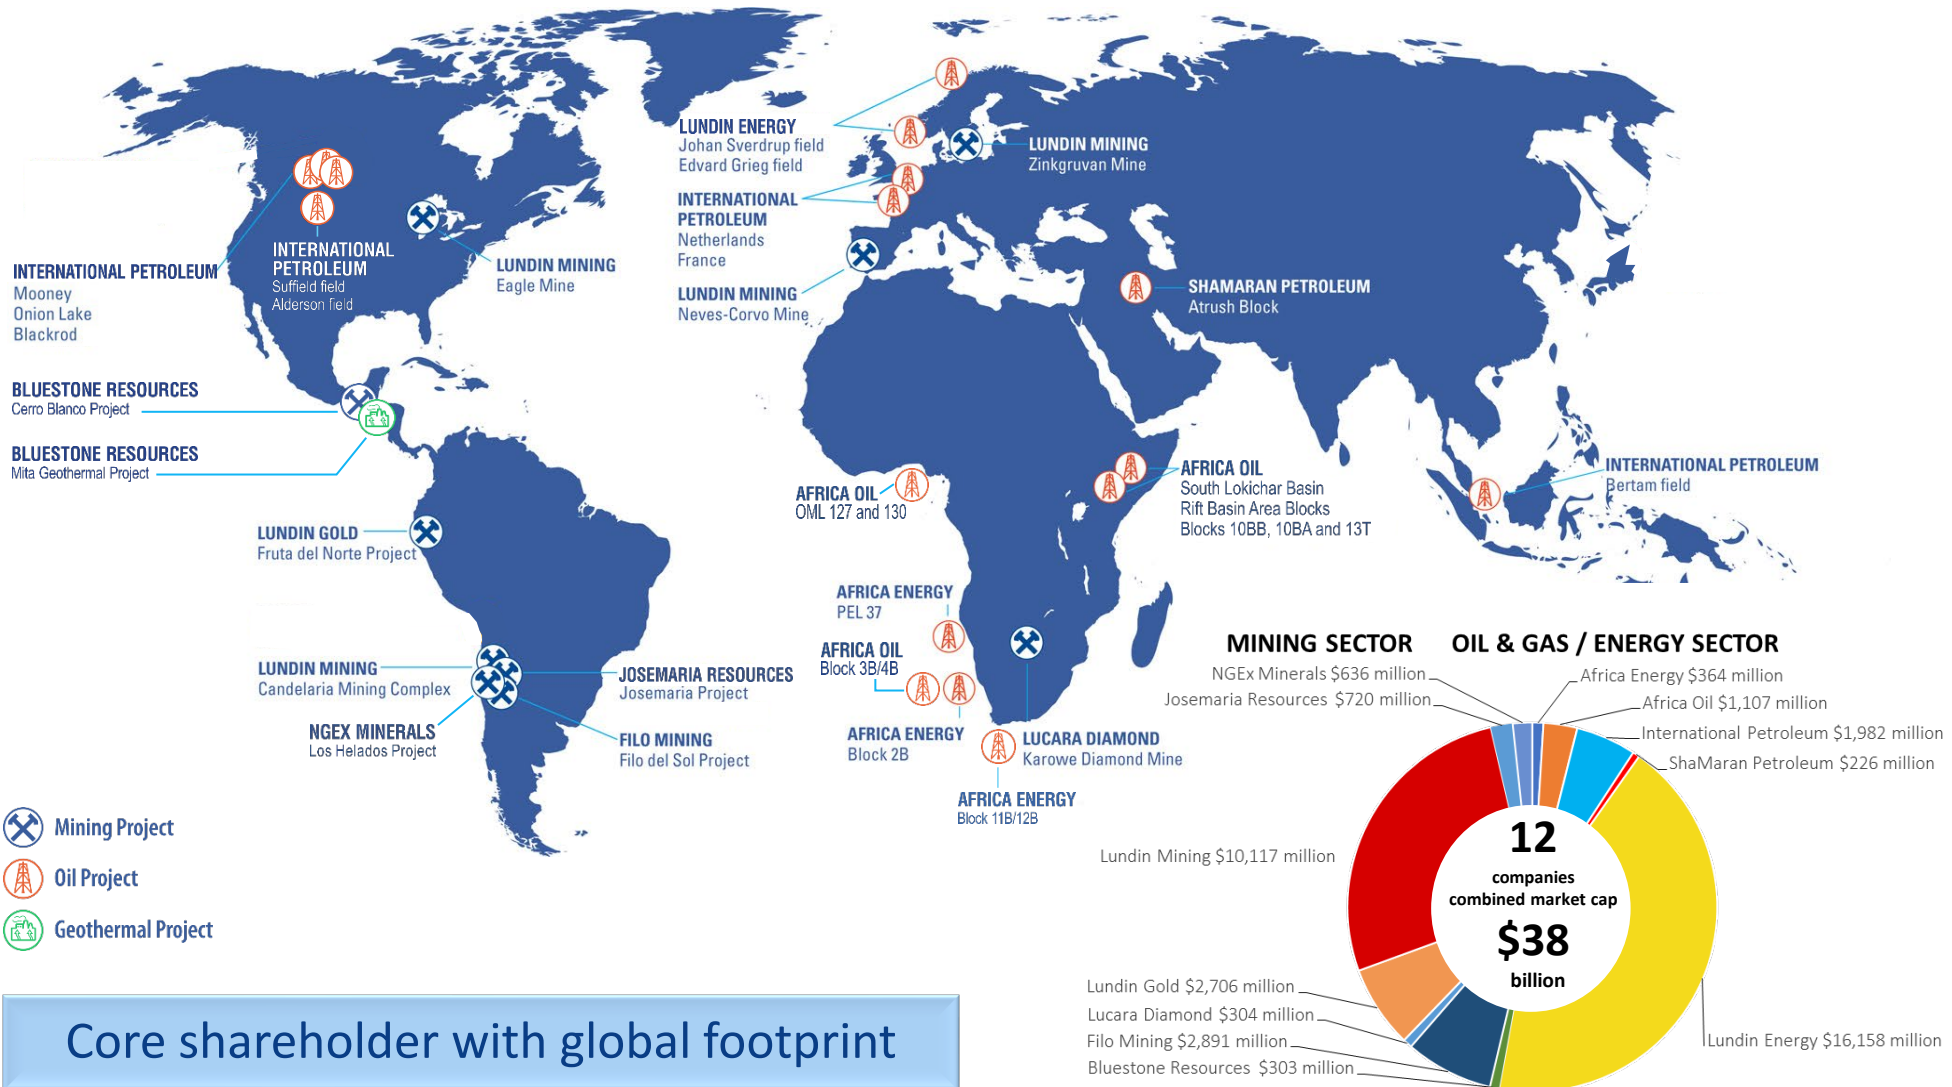 LUNDIN ENERGY
Johan Sverdrup field
Edvard Grieg field
LUNDIN MINING
Zinkgruvan Mine
INTERNATIONAL
PETROLEUM
Netherlands
France
LUNDIN MINING
Neves-Corvo Mine
INTERNATIONAL PETROLEUM
Mooney
Onion Lake
Blackrod
INTERNATIONAL
PETROLEUM
Suffield field
Alderson field
LUNDIN MINING
Eagle Mine
SHAMARAN PETROLEUM
Atrush Block
BLUESTONE RESOURCES
Cerro Blanco Project
BLUESTONE RESOURCES
Mita Geothermal Project
AFRICA OIL
OML 127 and 130
AFRICA OIL
South Lokichar Basin
Rift Basin Area Blocks
Blocks 10BB, 10BA and 13T
INTERNATIONAL PETROLEUM
Bertam field
LUNDIN GOLD
Fruta del Norte Project
AFRICA ENERGY
PEL 37
AFRICA OIL
Block 3B/4B
LUNDIN MINING
Candelaria Mining Complex
JOSEMARIA RESOURCES
Josemaria Project
NGEX MINERALS
Los Helados Project
FILO MINING
Filo del Sol Project
AFRICA ENERGY
Block 2B
LUCARA DIAMOND
Karowe Diamond Mine
AFRICA ENERGY
Block 11B/12B
Mining Project
Oil Project
Geothermal Project
Core shareholder with global footprint
MINING SECTOR
OIL & GAS / ENERGY SECTOR
NGEx Minerals $636 million
Josemaria Resources $720 million
Africa Energy $364 million
Africa Oil $1,107 million
International Petroleum $1,982 million
ShaMaran Petroleum $226 million
12
companies
combined market cap
$38
billion
Lundin Mining $10,117 million
Lundin Gold $2,706 million
Lucara Diamond $304 million
Filo Mining $2,891 million
Bluestone Resources $303 million
Lundin Energy $16,158 million